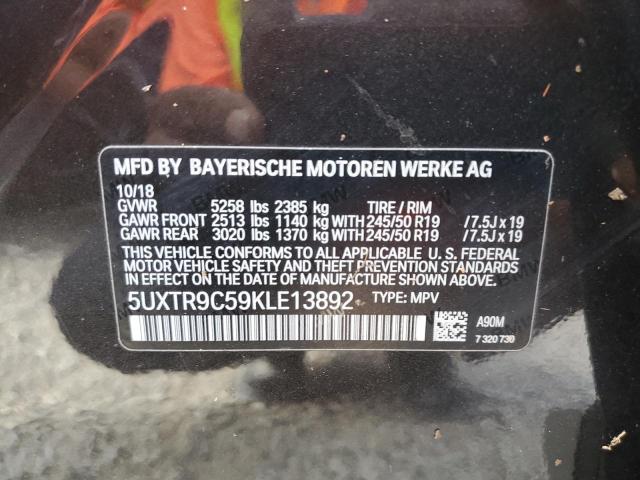 MFD BY BAYERISCHE MOTOREN WERKE AG
10/18
GVWR 5258 lbs 2385 kg TIRE / RIM
GAWR FRONT 2513 lbs 1140 kg WITH 245/50 R19 / 7.5J x 19
GAWR REAR 3020 lbs 1370 kg WITH 245/50 R19 / 7.5J x 19
THIS VEHICLE CONFORMS TO ALL APPLICABLE U. S. FEDERAL
MOTOR VEHICLE SAFETY AND THEFT PREVENTION STANDARDS
IN EFFECT ON THE DATE OF MANUFACTURE SHOWN ABOVE.
5UXTR9C59KLE13892 TYPE: MPV
A90M
7 320 730